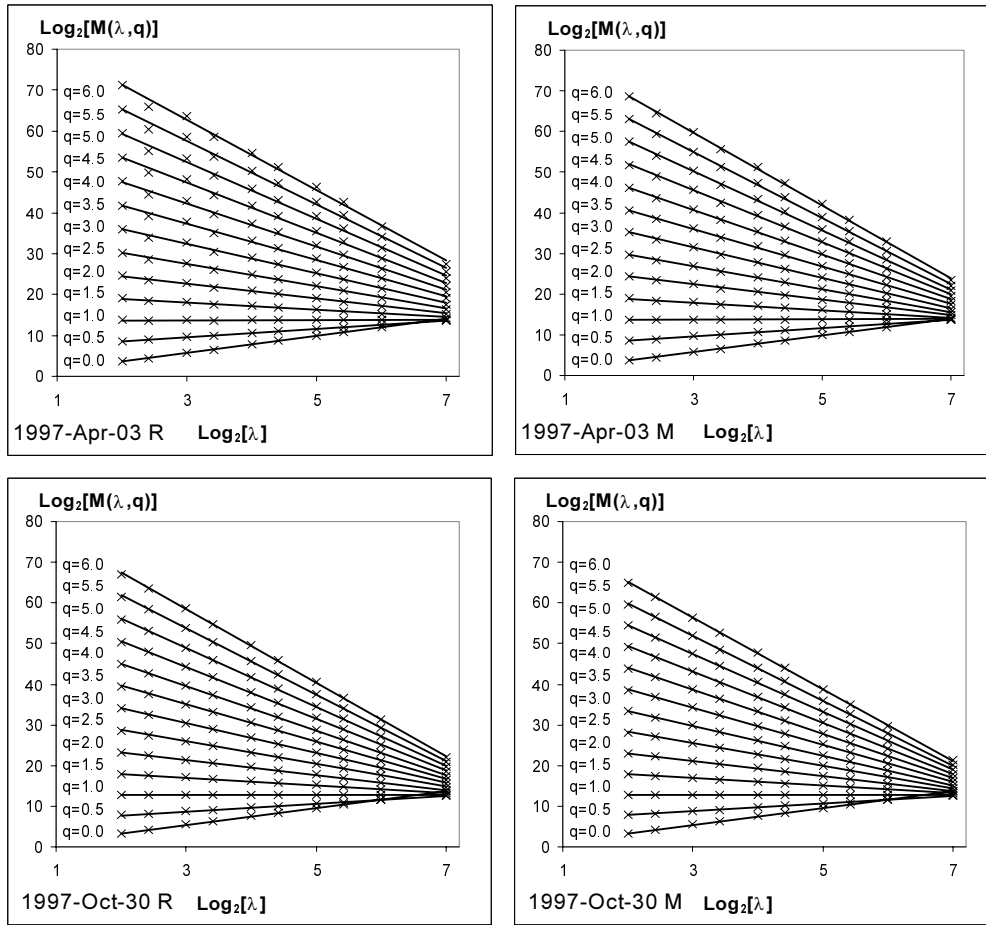 Log₂[M(λ,q)]
80
70
60
50
40
30
20
10
0
q=6.0
q=5.5
q=5.0
q=4.5
q=4.0
q=3.5
q=3.0
q=2.5
q=2.0
q=1.5
q=1.0
q=0.5
q=0.0
1 3 5 7
1997-Apr-03 R Log₂[λ]
Log₂[M(λ,q)]
80
70
60
50
40
30
20
10
0
q=6.0
q=5.5
q=5.0
q=4.5
q=4.0
q=3.5
q=3.0
q=2.5
q=2.0
q=1.5
q=1.0
q=0.5
q=0.0
1 3 5 7
1997-Apr-03 M Log₂[λ]
Log₂[M(λ,q)]
80
70
60
50
40
30
20
10
0
q=6.0
q=5.5
q=5.0
q=4.5
q=4.0
q=3.5
q=3.0
q=2.5
q=2.0
q=1.5
q=1.0
q=0.5
q=0.0
1 3 5 7
1997-Oct-30 R Log₂[λ]
Log₂[M(λ,q)]
80
70
60
50
40
30
20
10
0
q=6.0
q=5.5
q=5.0
q=4.5
q=4.0
q=3.5
q=3.0
q=2.5
q=2.0
q=1.5
q=1.0
q=0.5
q=0.0
1 3 5 7
1997-Oct-30 M Log₂[λ]